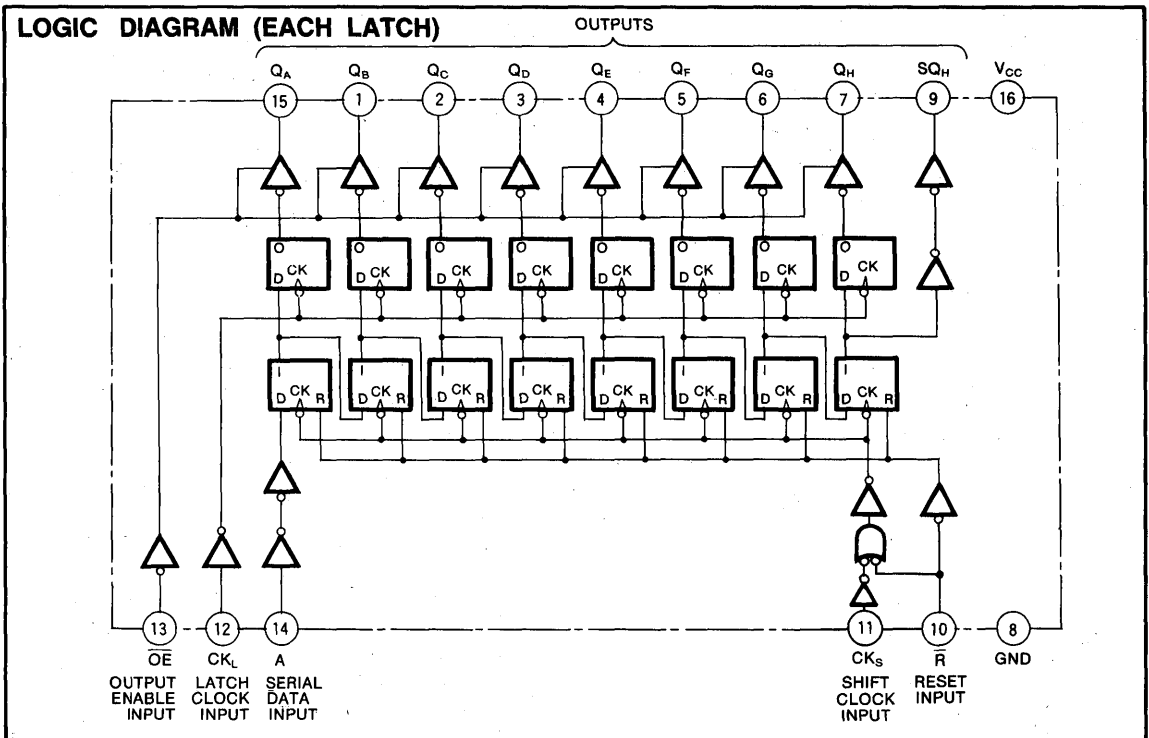 LOGIC DIAGRAM (EACH LATCH)
OUTPUTS
QA QB QC QD QE QF QG QH SQH VCC
15 1 2 3 4 5 6 7 9 16
O O O O O O O O
D CK D CK D CK D CK D CK D CK D CK D CK
I I I I I I I I
D CK R D CK R D CK R D CK R D CK R D CK R D CK R D CK R
13 12 14 11 10 8
O̅E̅ CKL A CKS R̅ GND
OUTPUT LATCH SERIAL SHIFT RESET
ENABLE CLOCK DATA CLOCK INPUT
INPUT INPUT INPUT INPUT